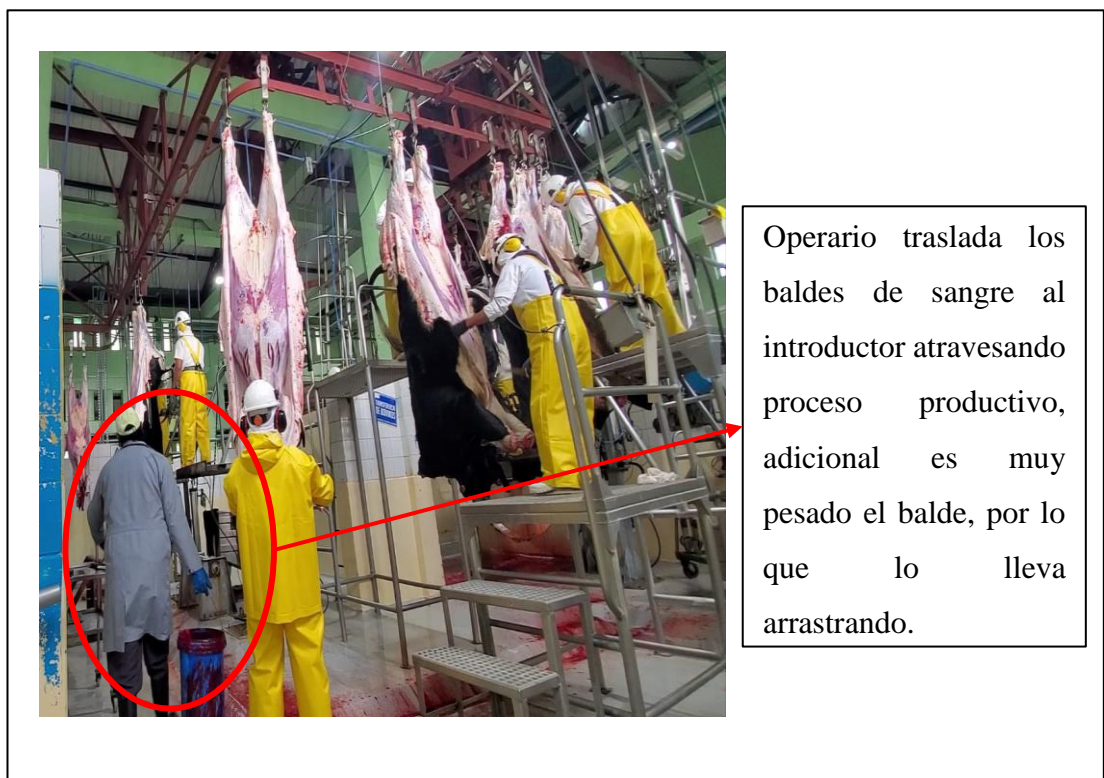 Operario traslada los
baldes de sangre al
introductor atravesando
proceso productivo,
adicional es muy
pesado el balde, por lo
que lo lleva
arrastrando.